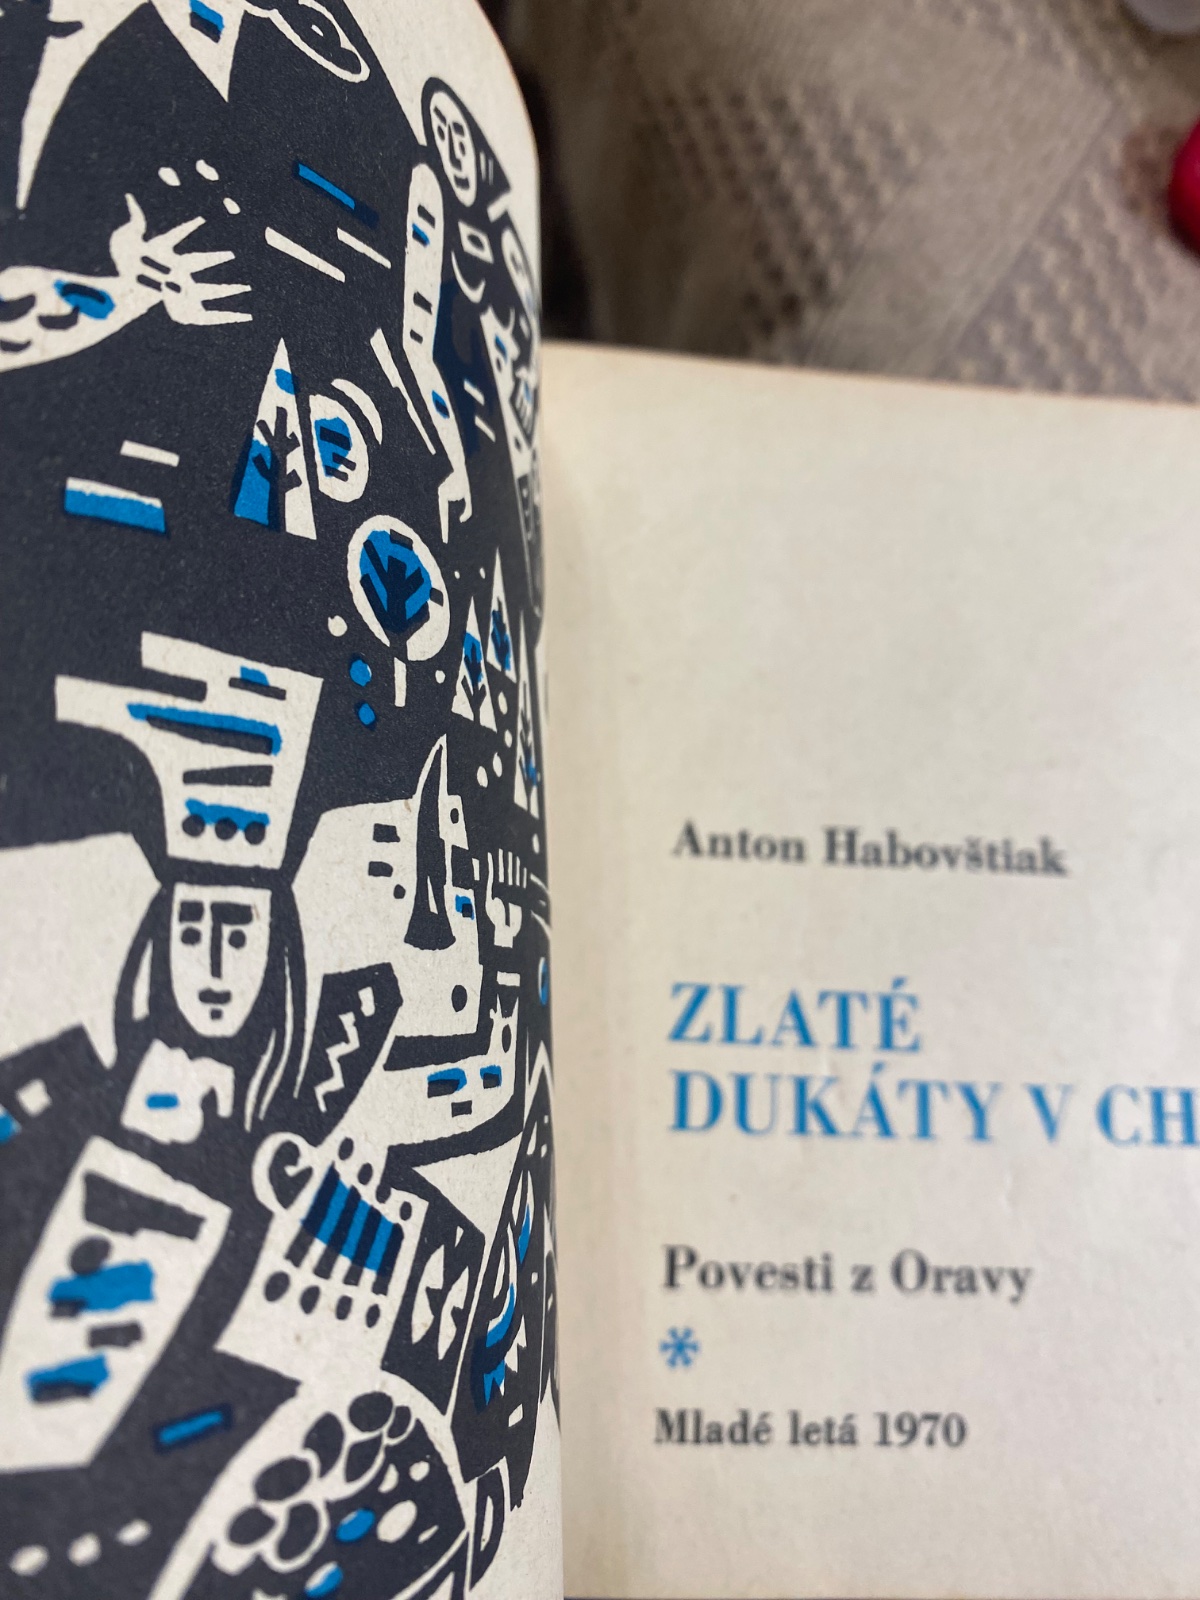 Anton Habovštiak
ZLATÉ
DUKÁTY V CH
Povesti z Oravy
*
Mladé letá 1970